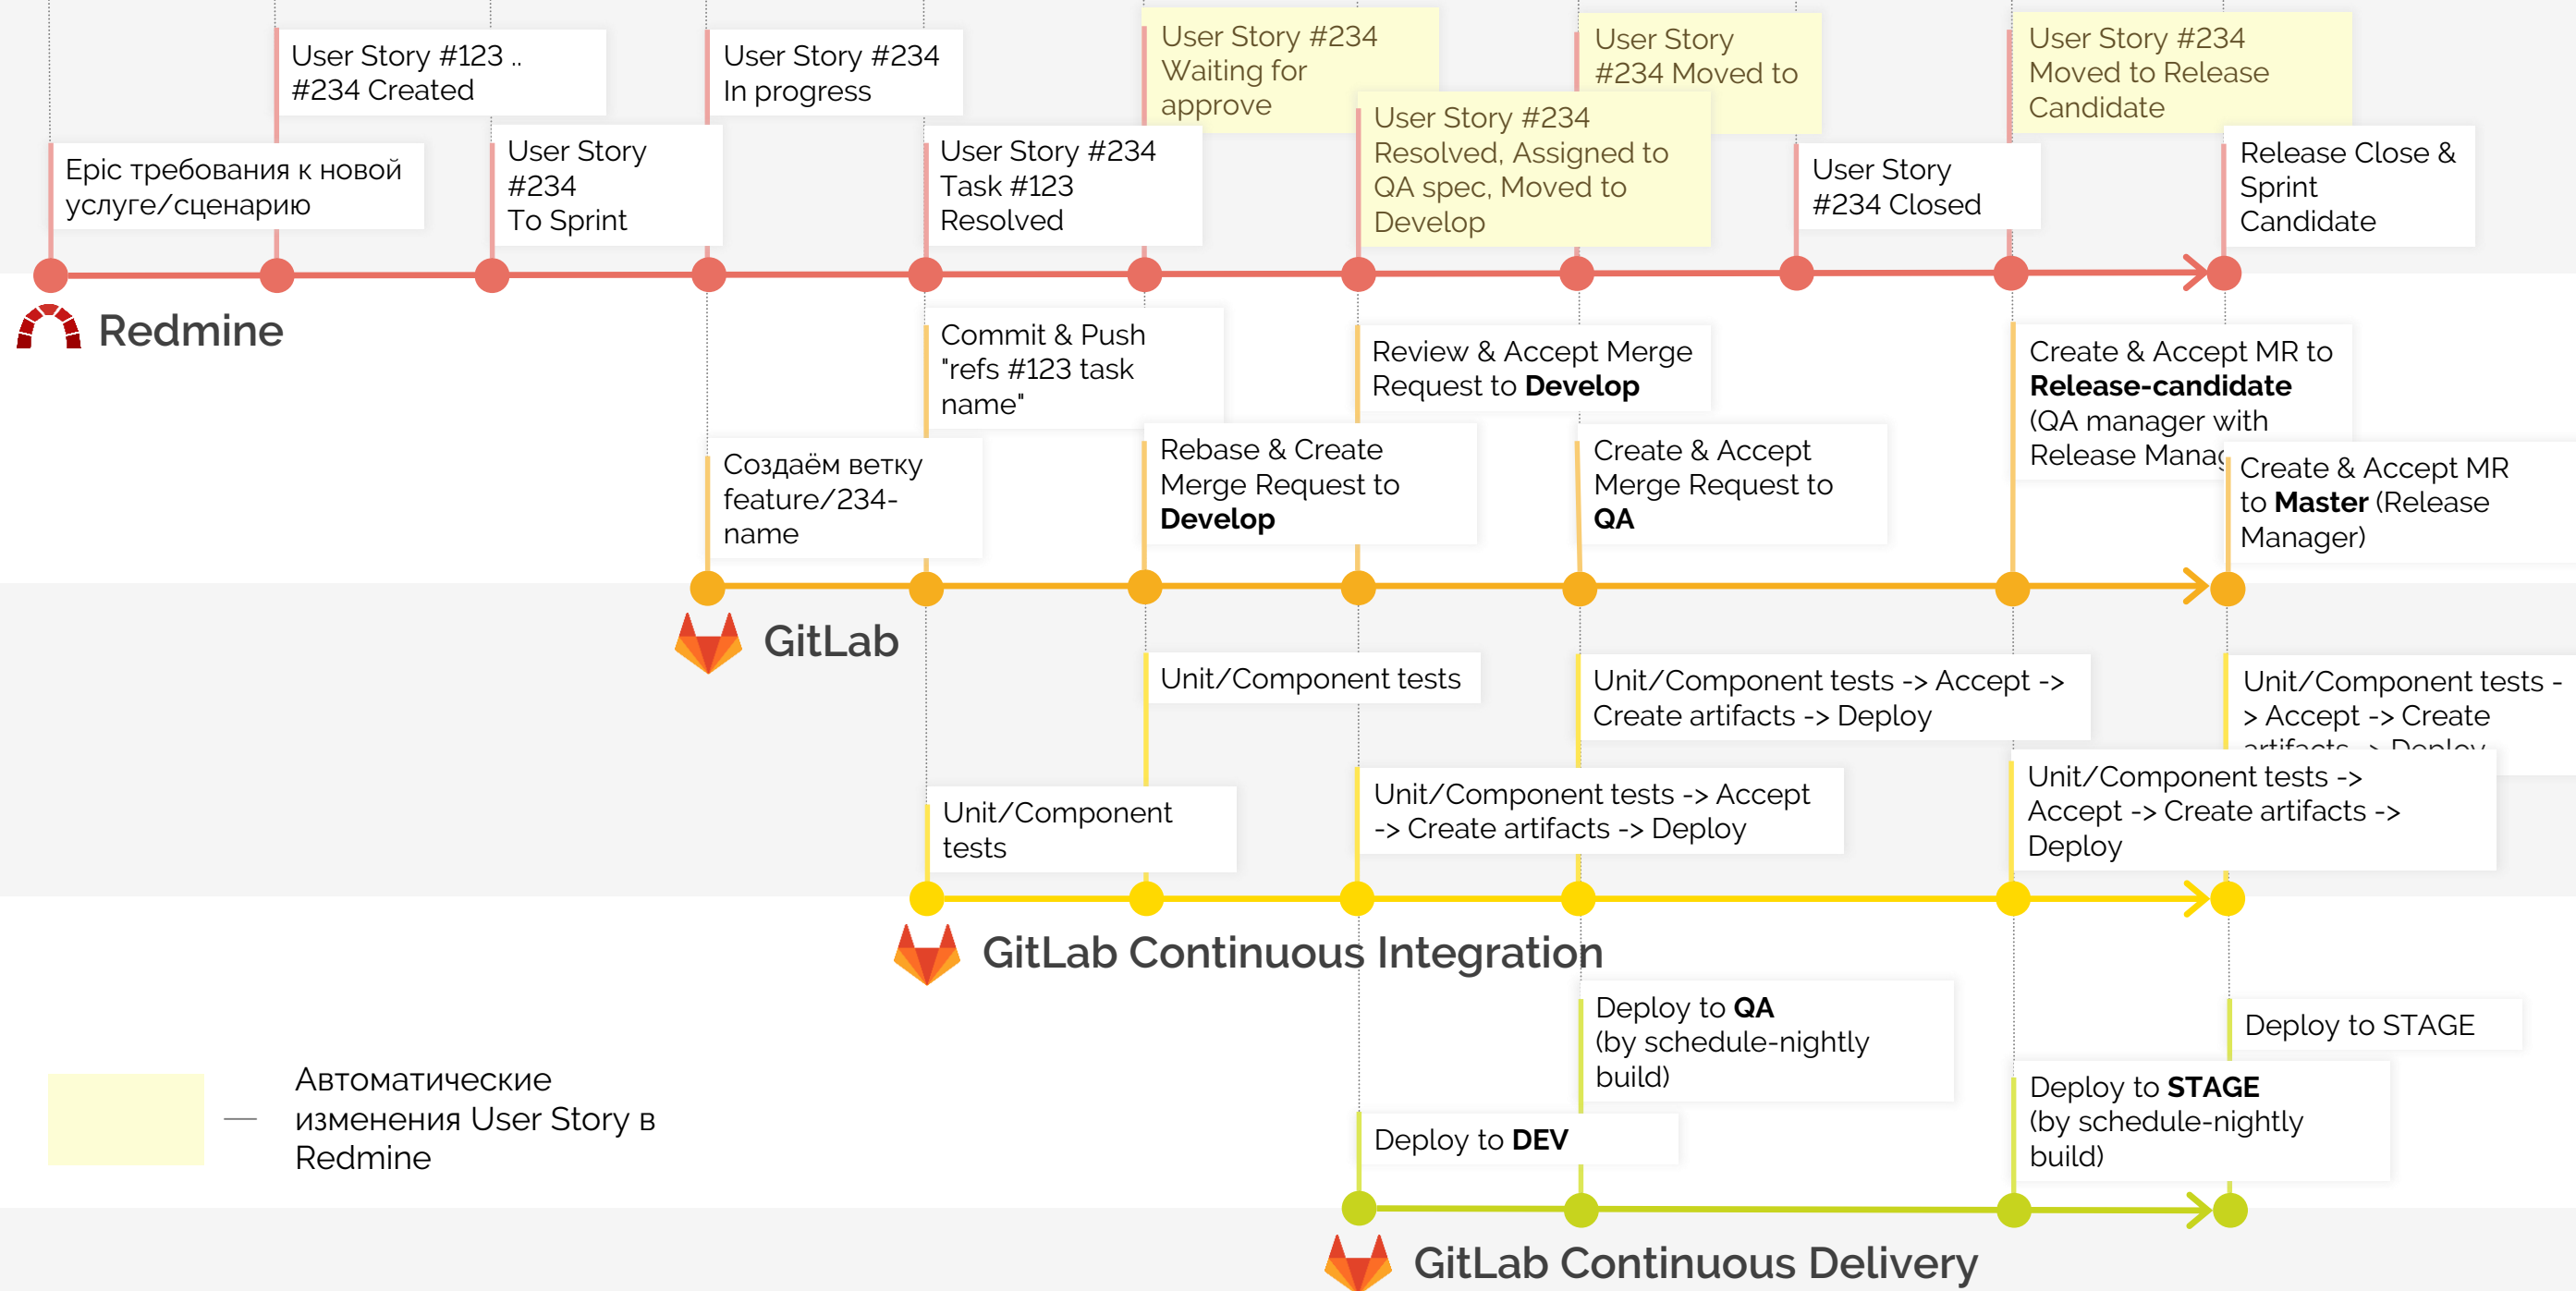 User Story #123 ..
#234 Created
User Story #234
In progress
User Story #234
Waiting for
approve
User Story
#234 Moved to
User Story #234
Moved to Release
Candidate
Epic требования к новой
услуге/сценарию
User Story
#234
To Sprint
User Story #234
Task #123
Resolved
User Story #234
Resolved, Assigned to
QA spec, Moved to
Develop
User Story
#234 Closed
Release Close &
Sprint
Candidate
Redmine
Commit & Push
"refs #123 task
name"
Review & Accept Merge
Request to Develop
Create & Accept MR to
Release-candidate
(QA manager with
Release
Создаём ветку
feature/234-
name
Rebase & Create
Merge Request to
Develop
Create & Accept
Merge Request to
QA
Create & Accept MR
to Master (Release
Manager)
GitLab
Unit/Component tests
Unit/Component tests -> Accept ->
Create artifacts -> Deploy
Unit/Component tests -
> Accept -> Create
artifacts -> Deploy
Unit/Component
tests
Unit/Component tests -> Accept
-> Create artifacts -> Deploy
Unit/Component tests ->
Accept -> Create artifacts ->
Deploy
GitLab Continuous Integration
Deploy to QA
(by schedule-nightly
build)
Deploy to STAGE
Deploy to DEV
Deploy to STAGE
(by schedule-nightly
build)
— Автоматические
изменения User Story в
Redmine
GitLab Continuous Delivery